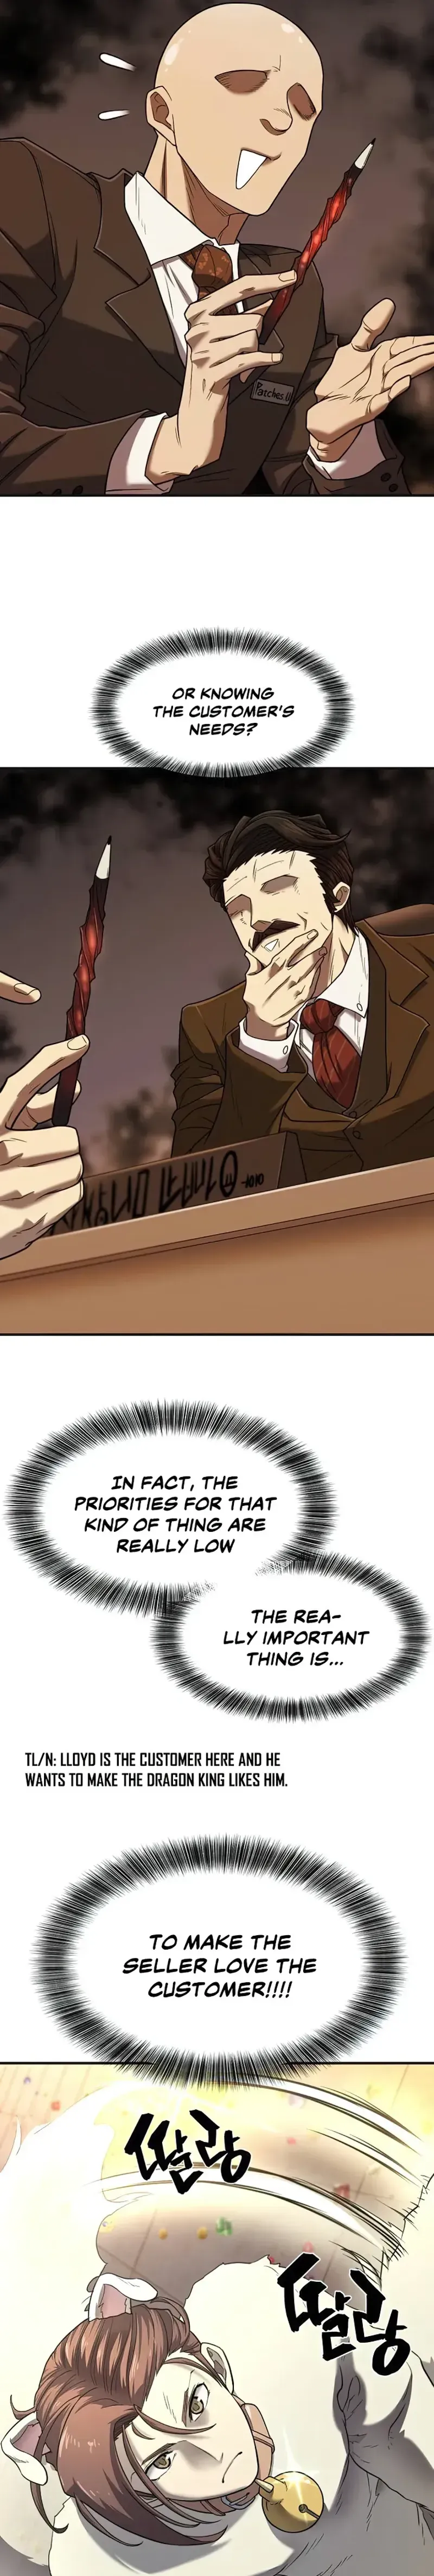 Patches.II
OR KNOWING
THE CUSTOMER'S
NEEDS?
IN FACT, THE
PRIORITIES FOR THAT
KIND OF THING ARE
REALLY LOW
THE REA-
LLY IMPORTANT
THING IS...
TL/N: LLOYD IS THE CUSTOMER HERE AND HE
WANTS TO MAKE THE DRAGON KING LIKES HIM.
TO MAKE THE
SELLER LOVE THE
CUSTOMER!!!!
딸랑
딸랑